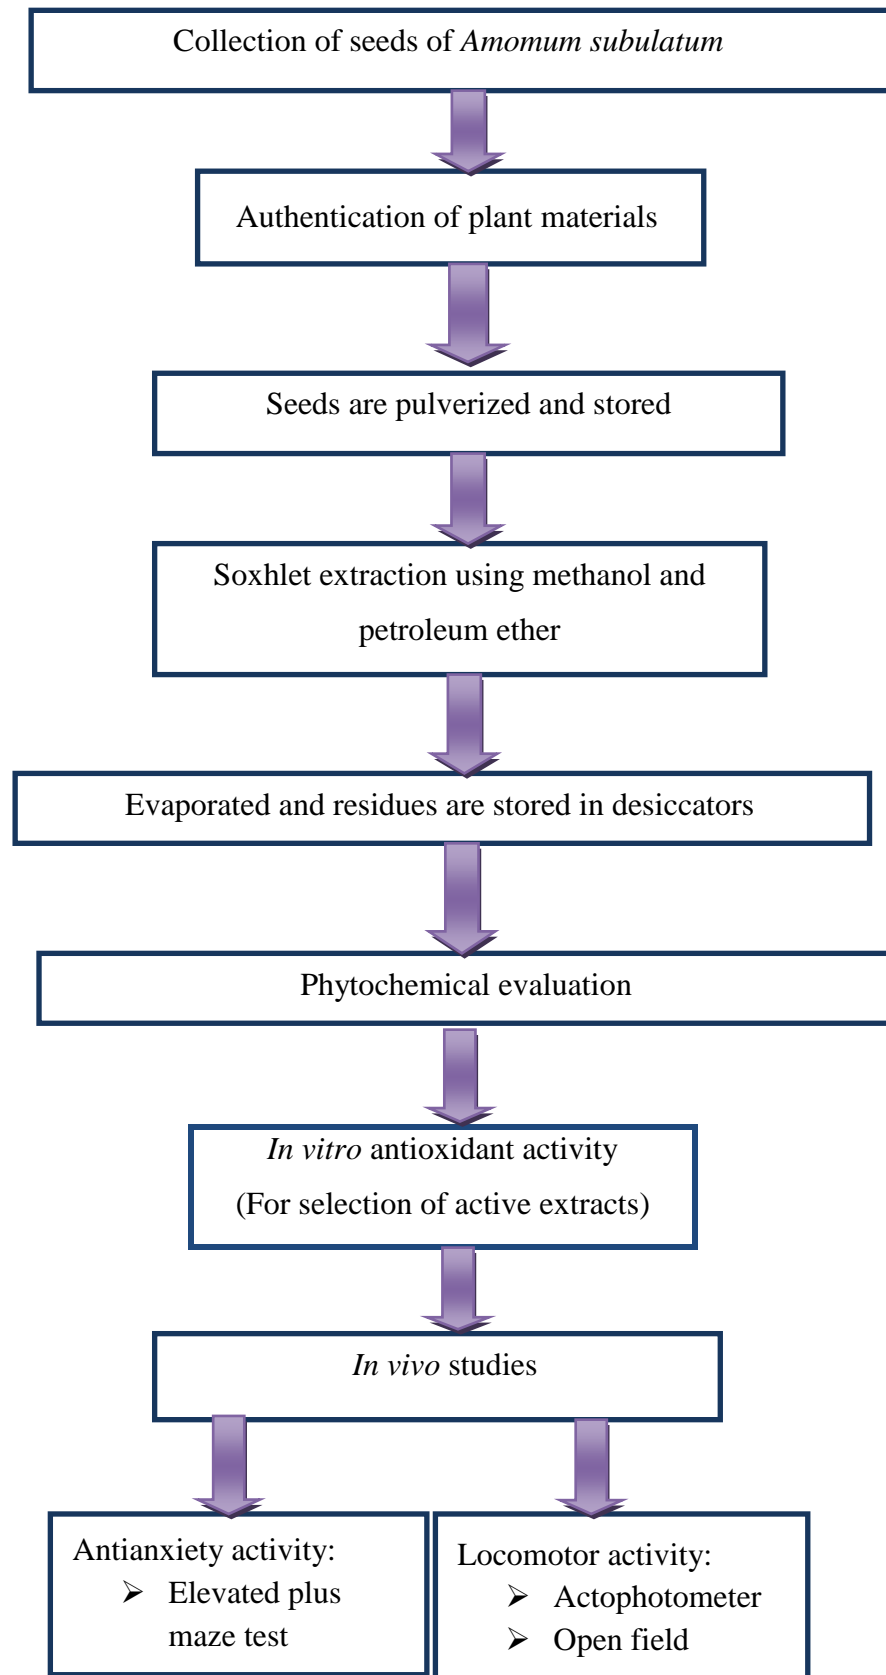 Collection of seeds of Amomum subulatum
Authentication of plant materials
Seeds are pulverized and stored
Soxhlet extraction using methanol and
petroleum ether
Evaporated and residues are stored in desiccators
Phytochemical evaluation
In vitro antioxidant activity
(For selection of active extracts)
In vivo studies
Antianxiety activity:
➢ Elevated plus
maze test
Locomotor activity:
➢ Actophotometer
➢ Open field